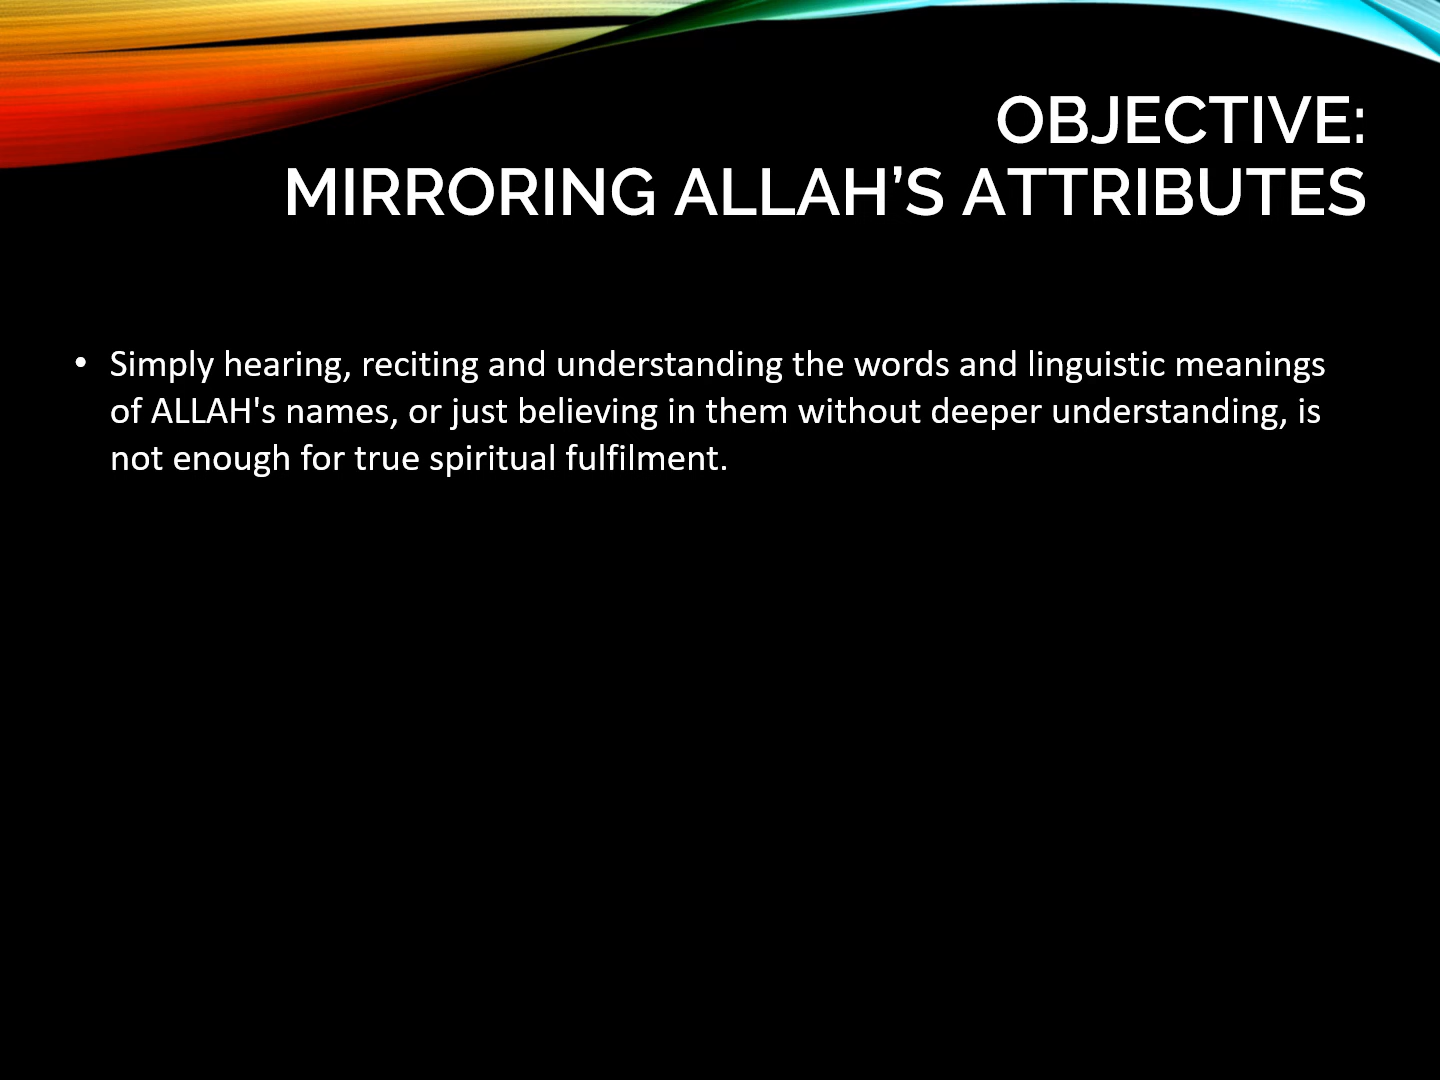 OBJECTIVE:
MIRRORING ALLAH’S ATTRIBUTES
• Simply hearing, reciting and understanding the words and linguistic meanings
of ALLAH's names, or just believing in them without deeper understanding, is
not enough for true spiritual fulfilment.